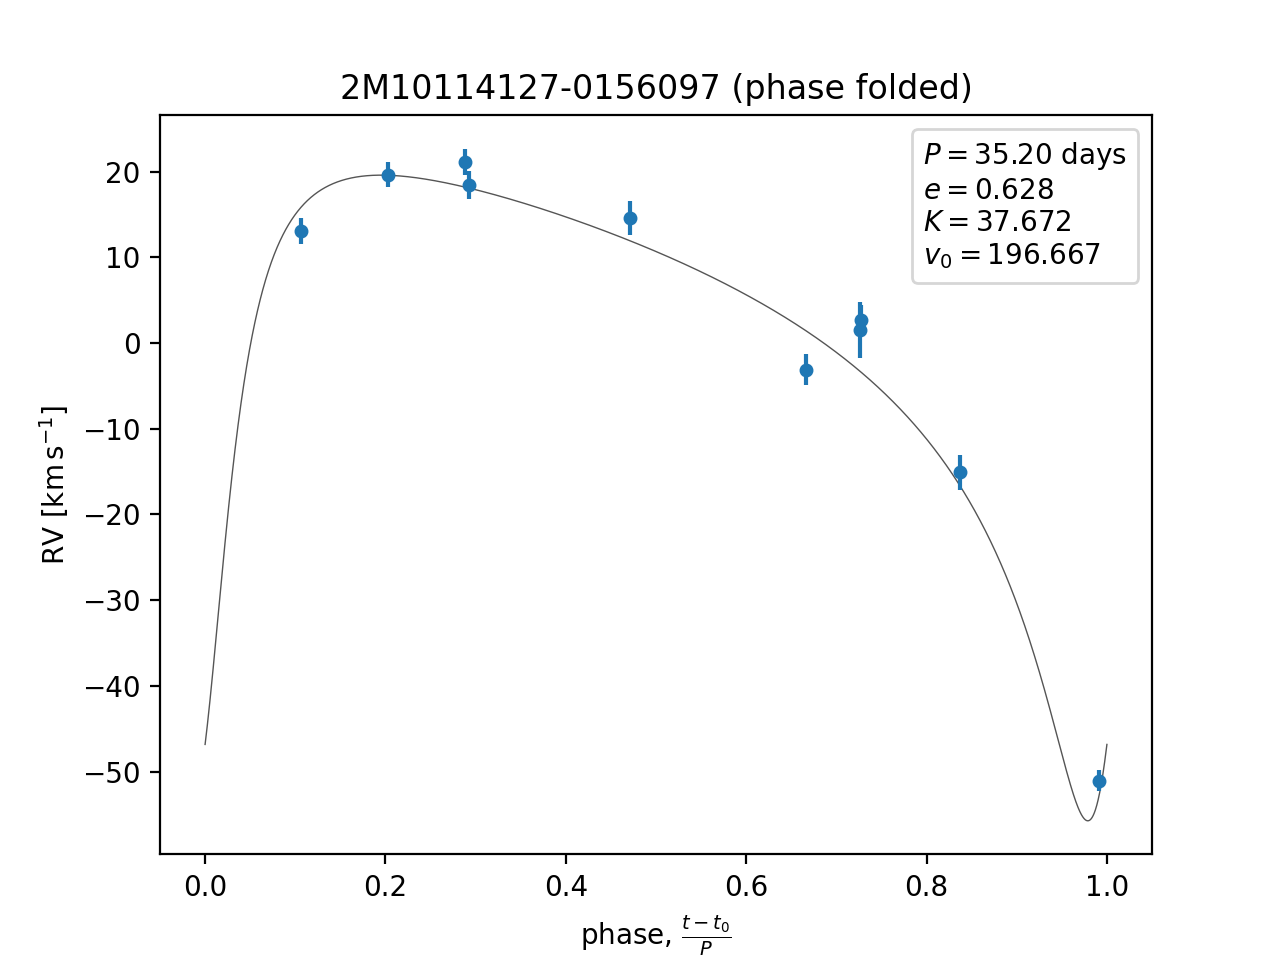 2M10114127-0156097 (phase folded)
P = 35.20 days
e = 0.628
K = 37.672
v₀ = 196.667
20
10
0
−10
−20
−30
−40
−50
RV [km s⁻¹]
0.0 0.2 0.4 0.6 0.8 1.0
phase, (t − t₀)/P